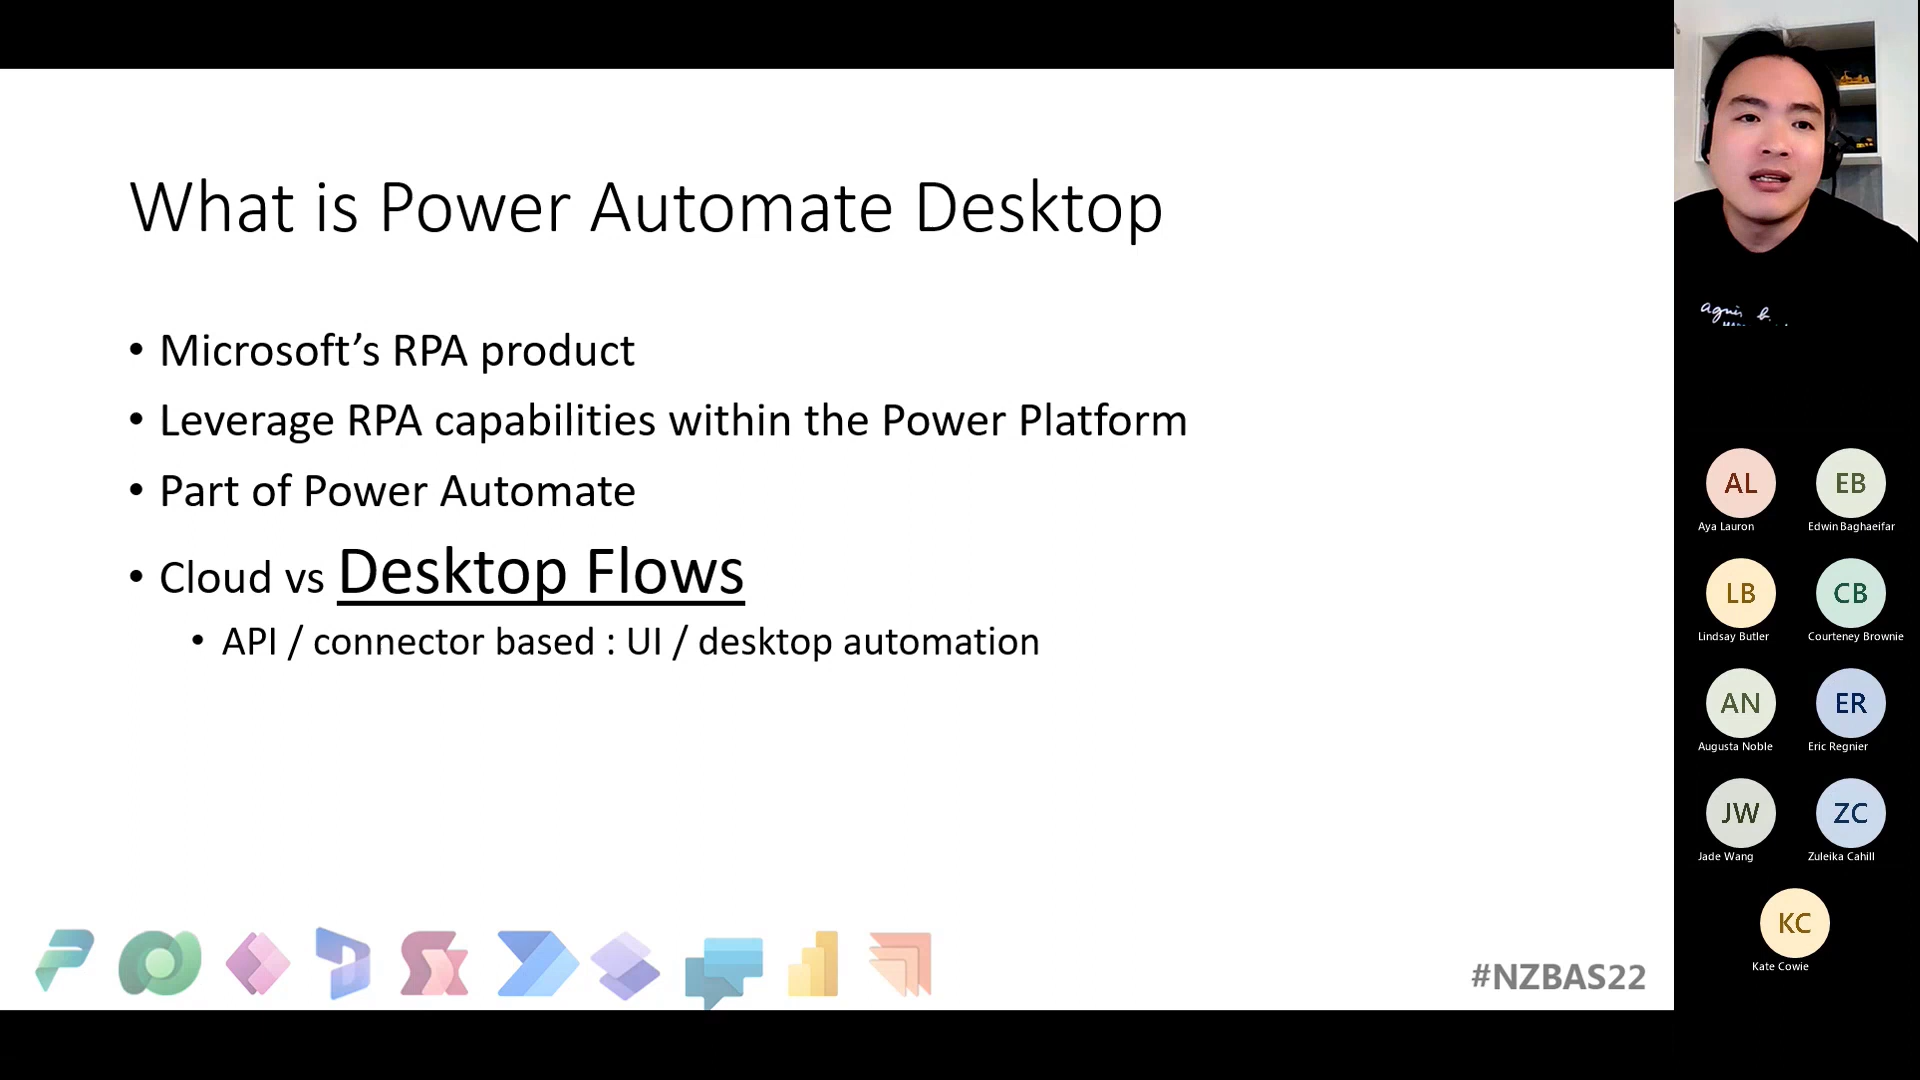 What is Power Automate Desktop
• Microsoft’s RPA product
• Leverage RPA capabilities within the Power Platform
• Part of Power Automate
• Cloud vs Desktop Flows
• API / connector based : UI / desktop automation
#NZBAS22
agnès b.
AL
Aya Lauron
EB
Edwin Baghaeifar
LB
Lindsay Butler
CB
Courteney Brownie
AN
Augusta Noble
ER
Eric Regnier
JW
Jade Wang
ZC
Zuleika Cahill
KC
Kate Cowie